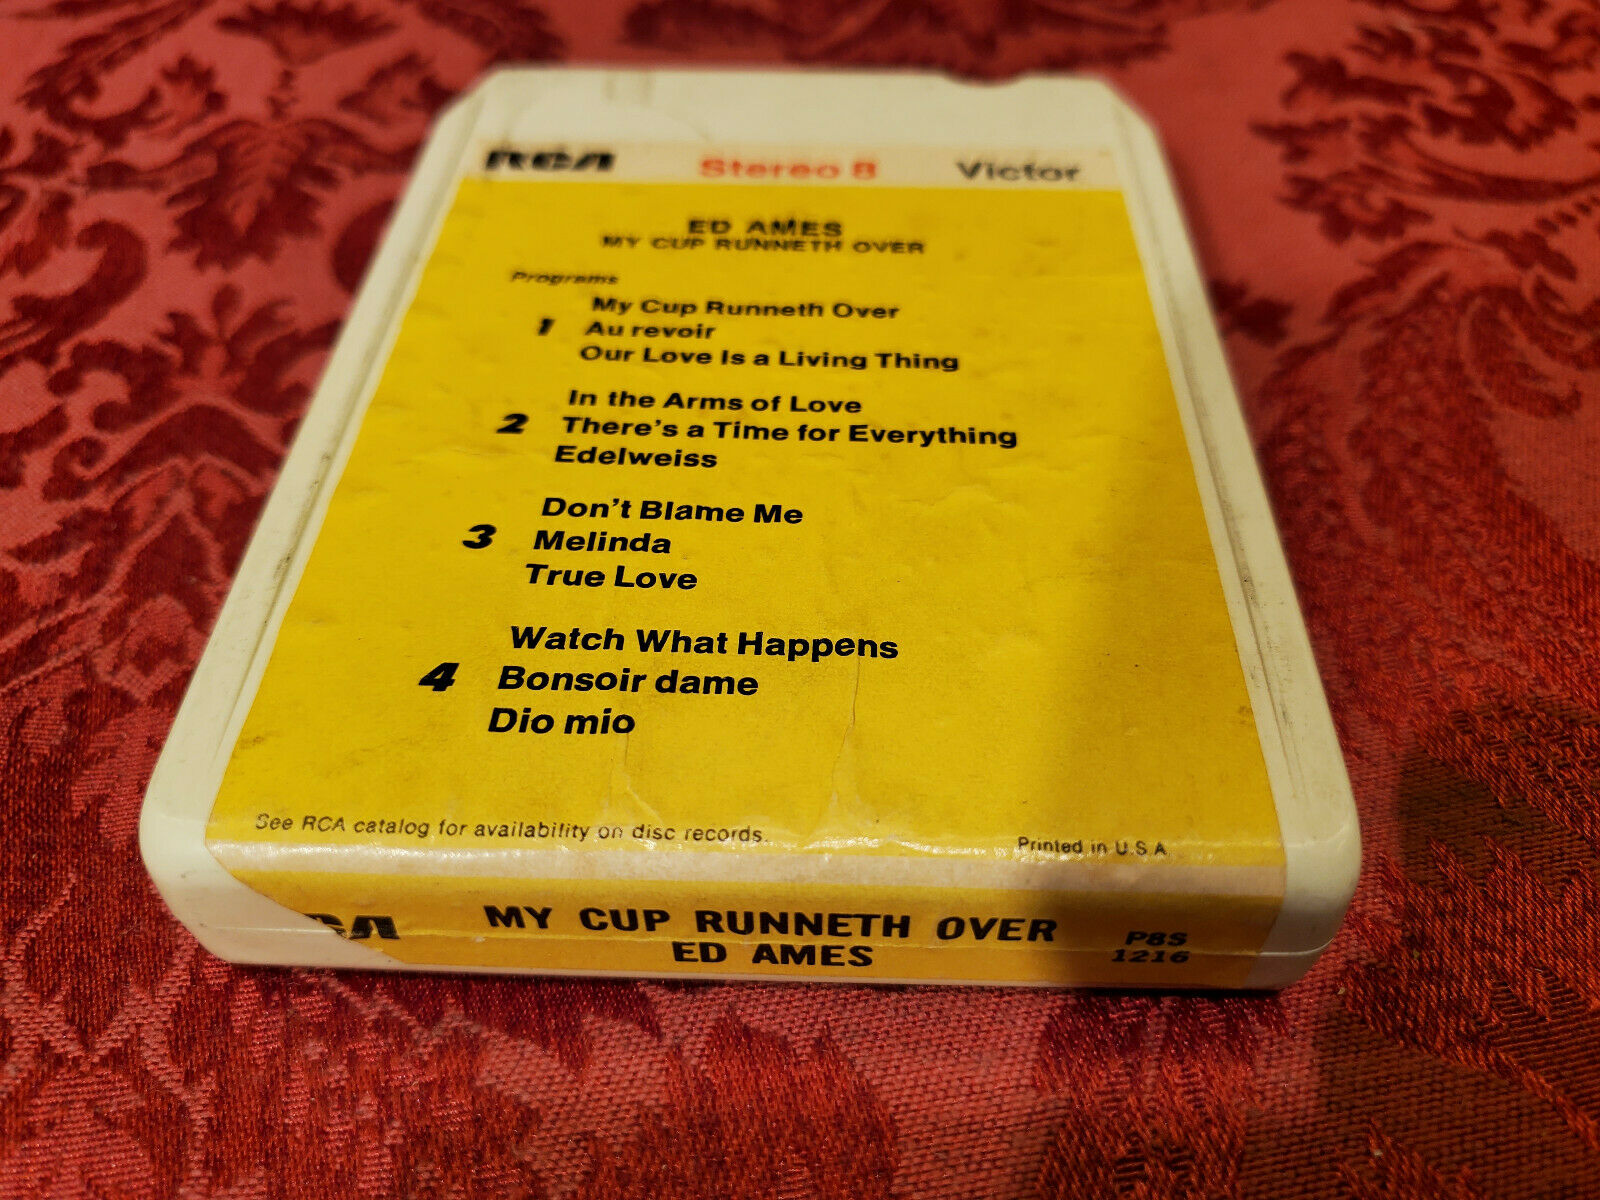 RCA Stereo 8 Victor
ED AMES
MY CUP RUNNETH OVER
Programs
My Cup Runneth Over
1 Au revoir
Our Love Is a Living Thing
In the Arms of Love
2 There's a Time for Everything
Edelweiss
Don't Blame Me
3 Melinda
True Love
Watch What Happens
4 Bonsoir dame
Dio mio
See RCA catalog for availability on disc records.
Printed in U.S.A.
RCA MY CUP RUNNETH OVER P8S
ED AMES 1216